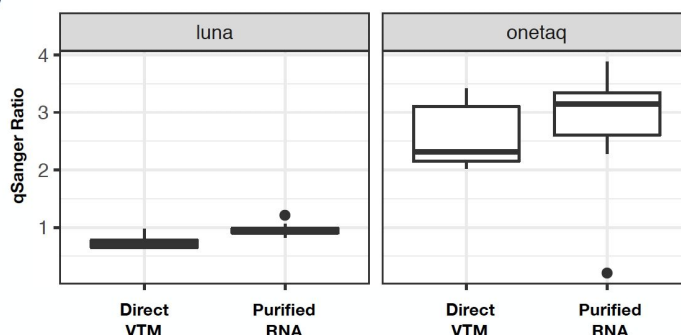 luna
onetaq
qSanger Ratio
4
3
2
1
Direct
VTM
Purified
RNA
Direct
VTM
Purified
RNA